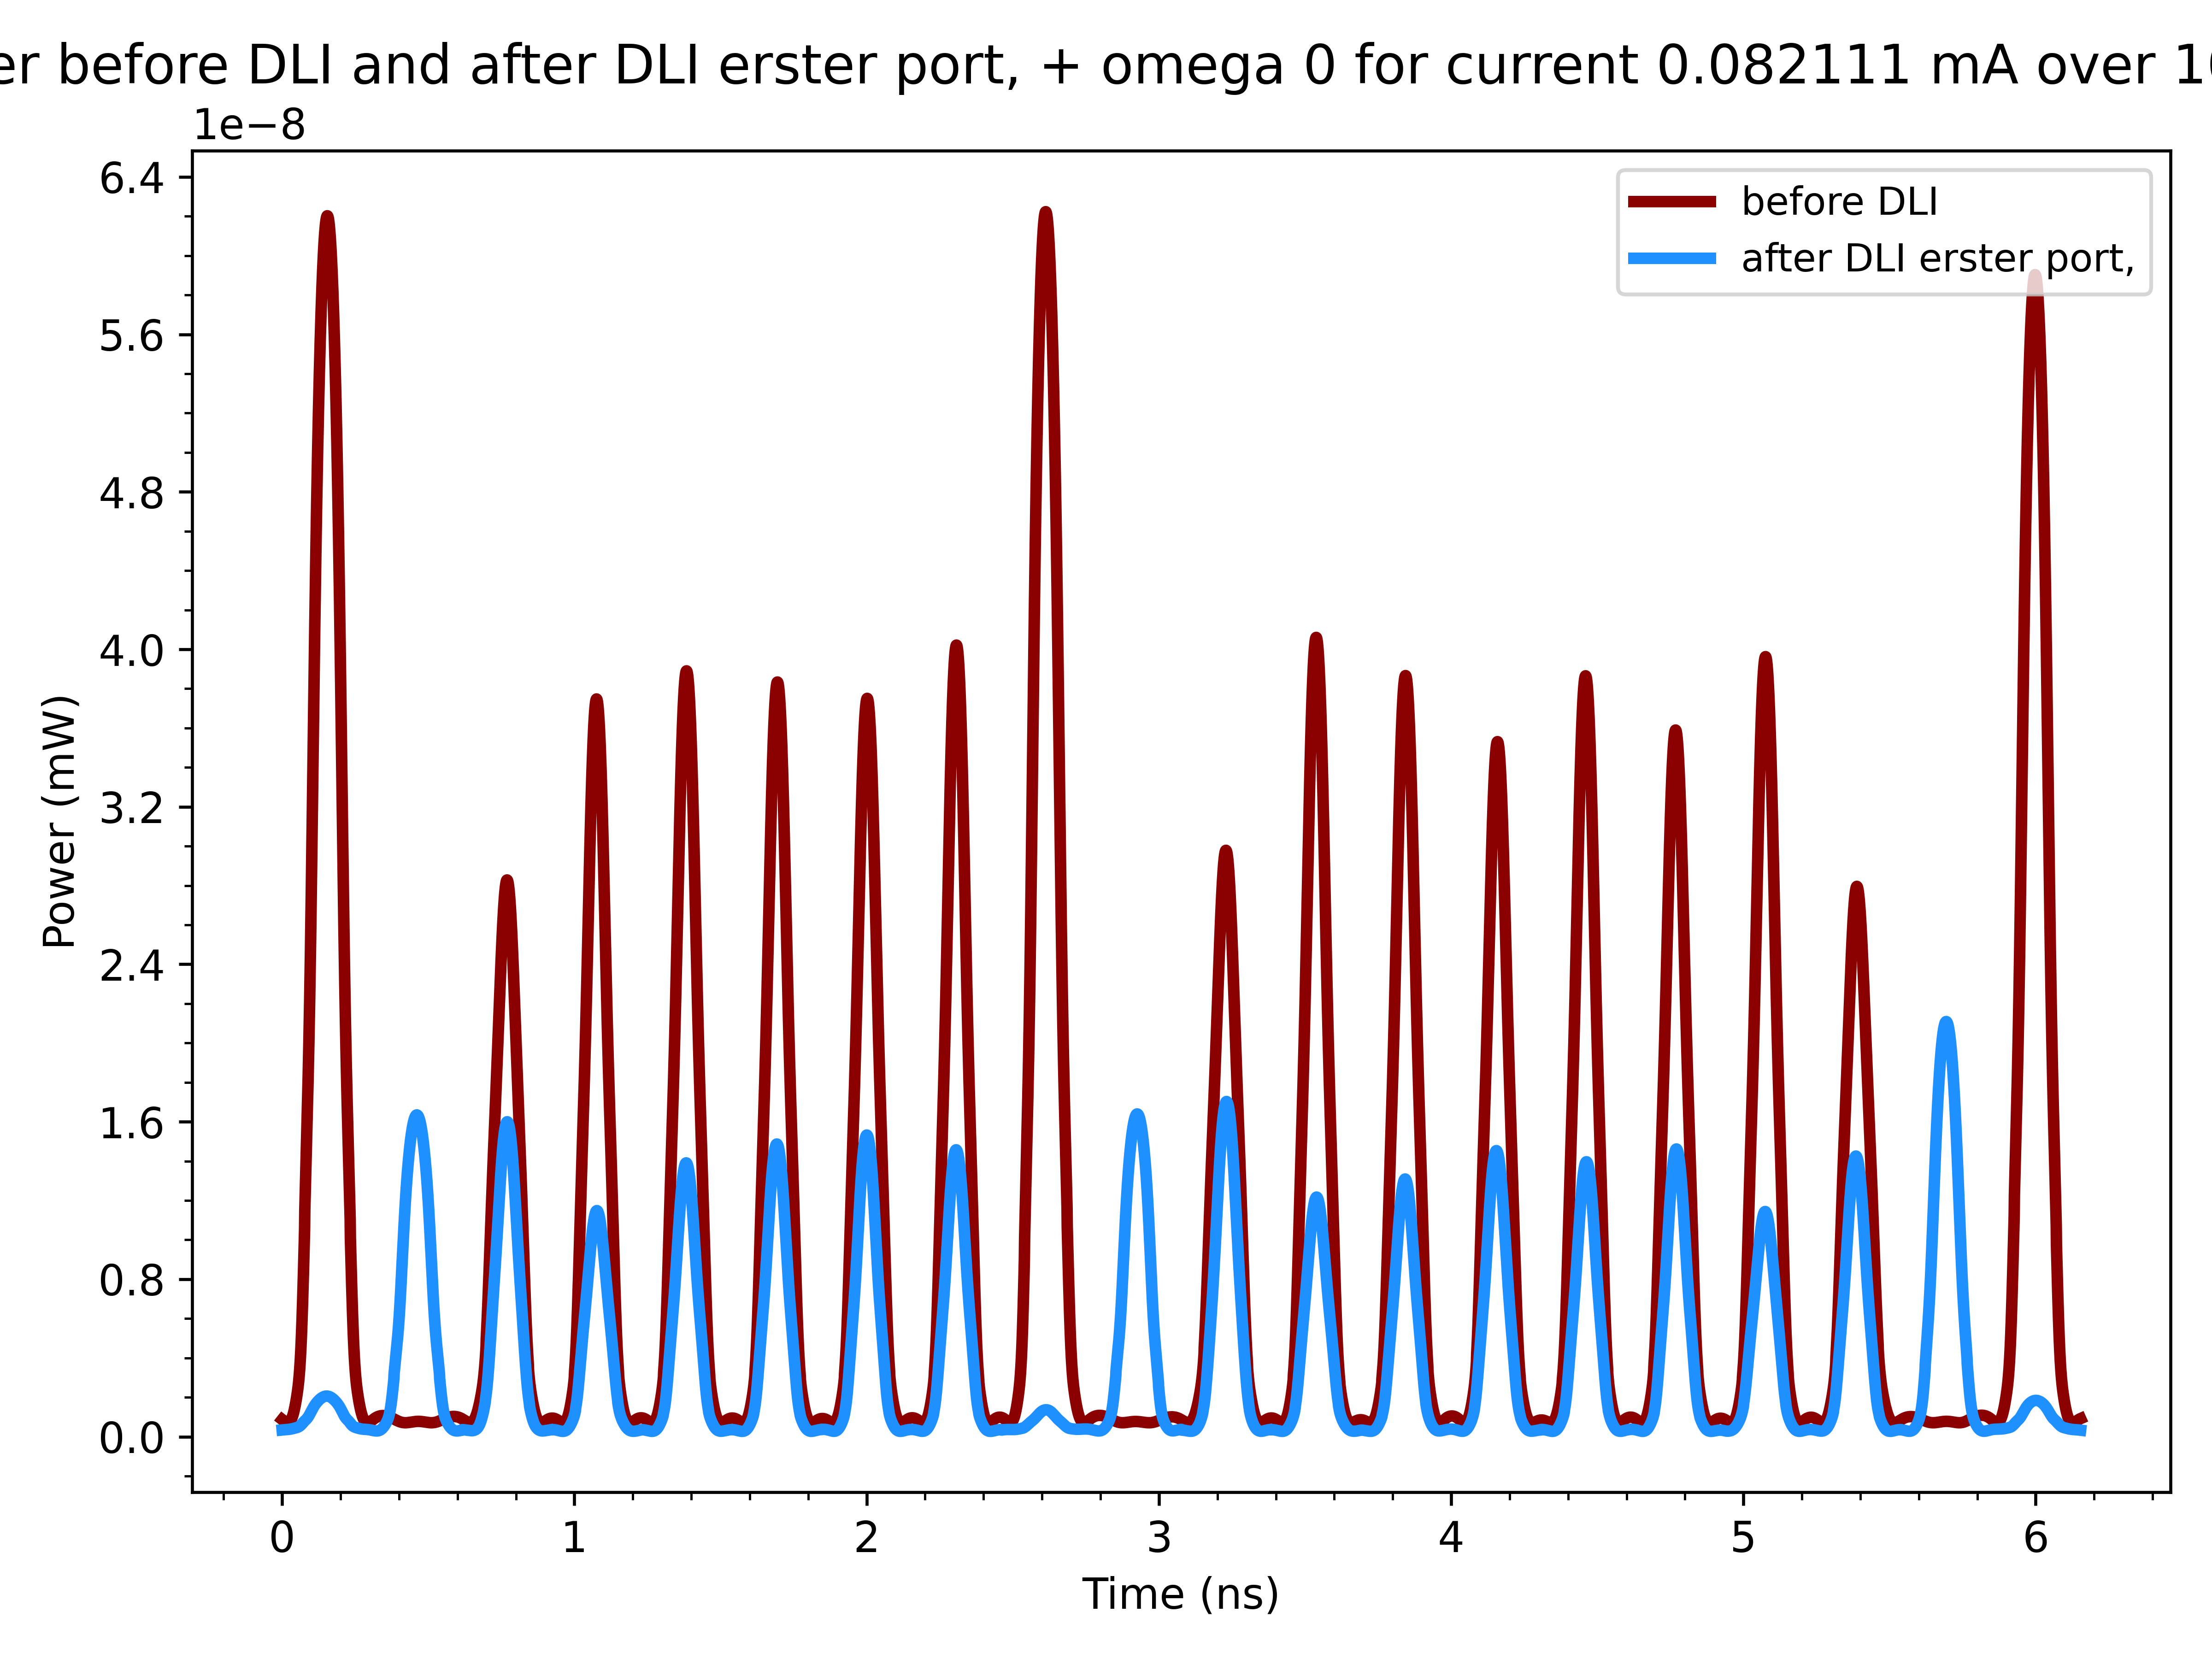 er before DLI and after DLI erster port, + omega 0 for current 0.082111 mA over 10
1e−8
before DLI
after DLI erster port,
6.4
5.6
4.8
4.0
3.2
2.4
1.6
0.8
0.0
Power (mW)
0 1 2 3 4 5 6
Time (ns)